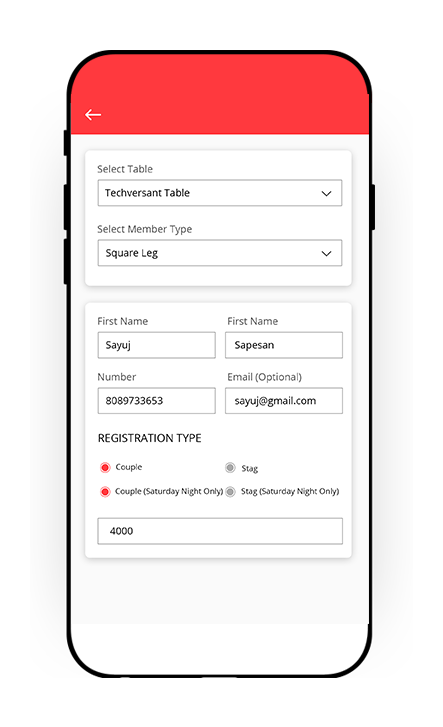 Select Table
Techversant Table
Select Member Type
Square Leg
First Name First Name
Sayuj Sapesan
Number Email (Optional)
8089733653 sayuj@gmail.com
REGISTRATION TYPE
Couple Stag
Couple (Saturday Night Only) Stag (Saturday Night Only)
4000